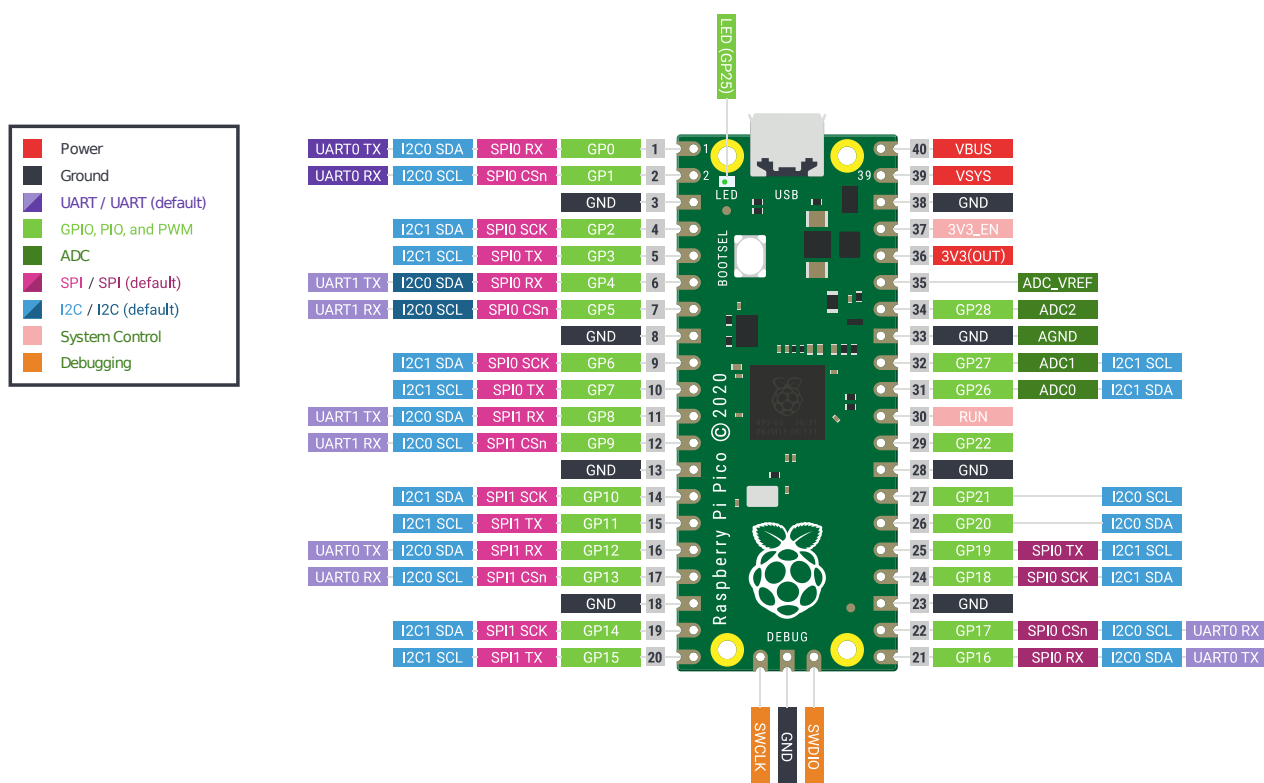 LED (GP25)
Power
Ground
UART / UART (default)
GPIO, PIO, and PWM
ADC
SPI / SPI (default)
I2C / I2C (default)
System Control
Debugging
UART0 TX I2C0 SDA SPI0 RX GP0 1
UART0 RX I2C0 SCL SPI0 CSn GP1 2
GND 3
I2C1 SDA SPI0 SCK GP2 4
I2C1 SCL SPI0 TX GP3 5
UART1 TX I2C0 SDA SPI0 RX GP4 6
UART1 RX I2C0 SCL SPI0 CSn GP5 7
GND 8
I2C1 SDA SPI0 SCK GP6 9
I2C1 SCL SPI0 TX GP7 10
UART1 TX I2C0 SDA SPI1 RX GP8 11
UART1 RX I2C0 SCL SPI1 CSn GP9 12
GND 13
I2C1 SDA SPI1 SCK GP10 14
I2C1 SCL SPI1 TX GP11 15
UART0 TX I2C0 SDA SPI1 RX GP12 16
UART0 RX I2C0 SCL SPI1 CSn GP13 17
GND 18
I2C1 SDA SPI1 SCK GP14 19
I2C1 SCL SPI1 TX GP15 20
1
2
39
LED
USB
BOOTSEL
Raspberry Pi Pico © 2020
DEBUG
40 VBUS
39 VSYS
38 GND
37 3V3_EN
36 3V3(OUT)
35 ADC_VREF
34 GP28 ADC2
33 GND AGND
32 GP27 ADC1 I2C1 SCL
31 GP26 ADC0 I2C1 SDA
30 RUN
29 GP22
28 GND
27 GP21 I2C0 SCL
26 GP20 I2C0 SDA
25 GP19 SPI0 TX I2C1 SCL
24 GP18 SPI0 SCK I2C1 SDA
23 GND
22 GP17 SPI0 CSn I2C0 SCL UART0 RX
21 GP16 SPI0 RX I2C0 SDA UART0 TX
SWCLK
GND
SWDIO